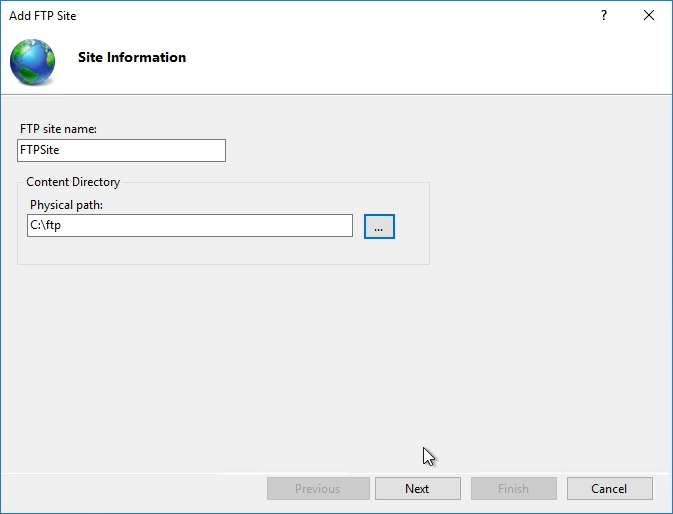 Add FTP Site ?
Site Information
FTP site name:
FTPSite
Content Directory
Physical path:
C:\ftp
...
Previous Next Finish Cancel